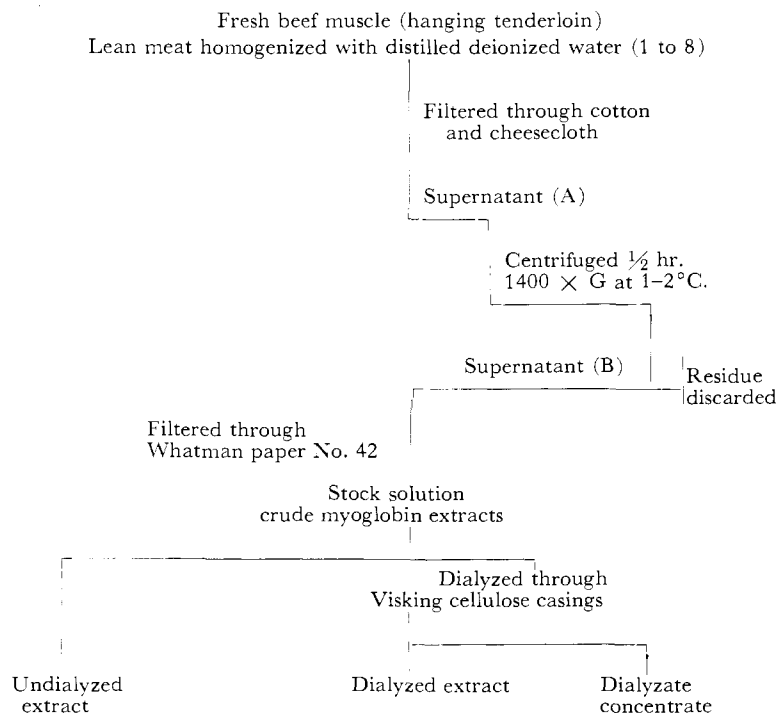 Fresh beef muscle (hanging tenderloin)
Lean meat homogenized with distilled deionized water (1 to 8)
Filtered through cotton
and cheesecloth
Supernatant (A)
Centrifuged ½ hr.
1400 × G at 1–2°C.
Supernatant (B)
Residue
discarded
Filtered through
Whatman paper No. 42
Stock solution
crude myoglobin extracts
Dialyzed through
Visking cellulose casings
Undialyzed
extract
Dialyzed extract
Dialyzate
concentrate